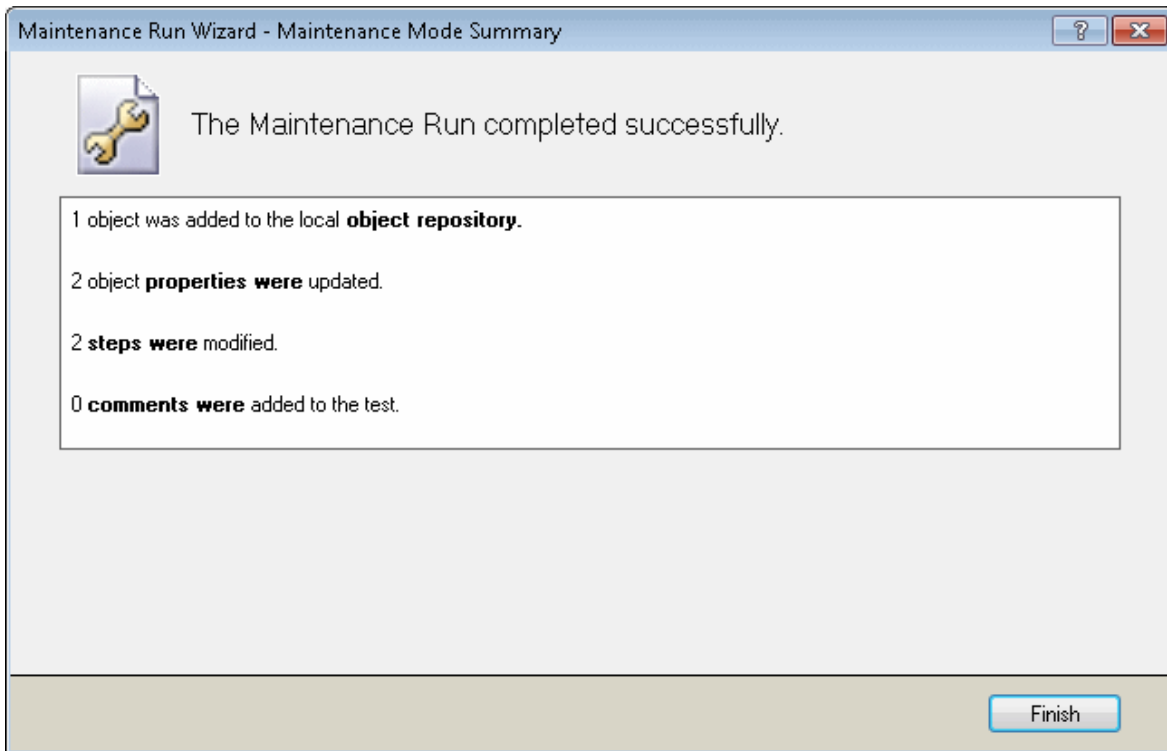 Maintenance Run Wizard - Maintenance Mode Summary
?
The Maintenance Run completed successfully.
1 object was added to the local object repository.
2 object properties were updated.
2 steps were modified.
0 comments were added to the test.
Finish